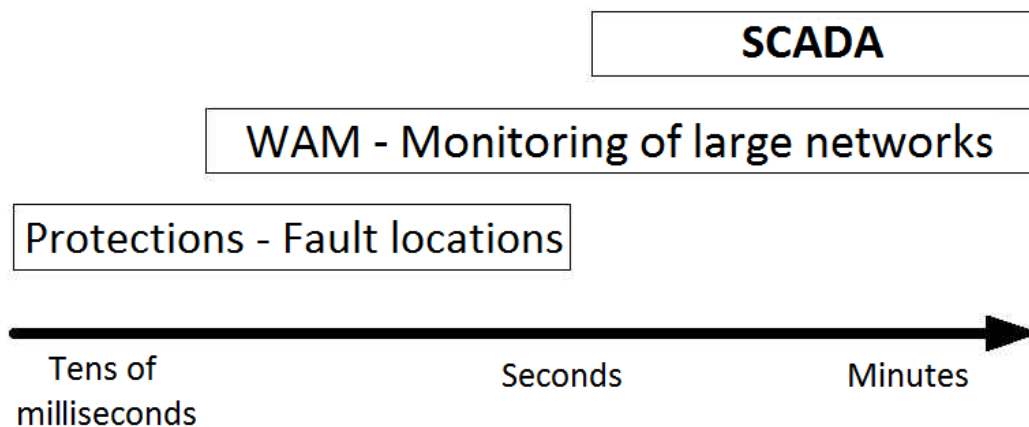 SCADA
WAM - Monitoring of large networks
Protections - Fault locations
Tens of
milliseconds
Seconds
Minutes